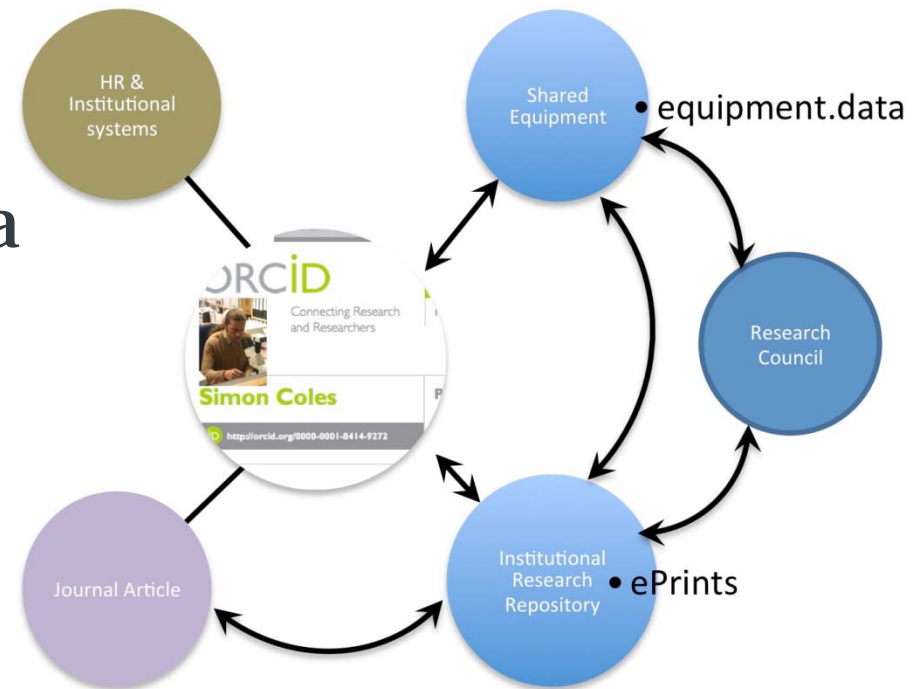 HR &
Institutional
systems
Shared
Equipment
• equipment.data
a
ORCID
Connecting Research
and Researchers
Research
Council
Simon Coles
P
iD http://orcid.org/0000-0001-8414-9272
Journal Article
Institutional
Research
Repository
• ePrints